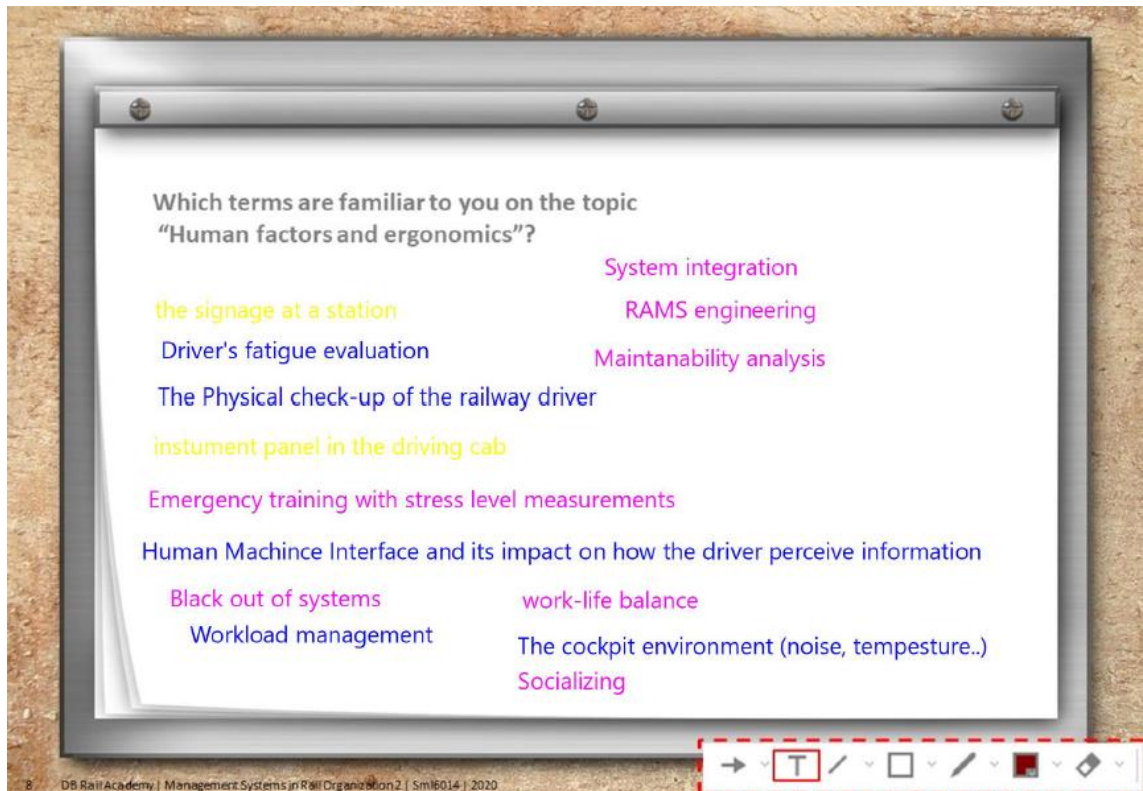 Which terms are familiar to you on the topic
“Human factors and ergonomics”?
System integration
the signage at a station
RAMS engineering
Driver's fatigue evaluation
Maintanability analysis
The Physical check-up of the railway driver
instument panel in the driving cab
Emergency training with stress level measurements
Human Machince Interface and its impact on how the driver perceive information
Black out of systems
work-life balance
Workload management
The cockpit environment (noise, tempesture..)
Socializing
T
8 DB Rail Academy | Management Systems in Rail Organization 2 | Sml6014 | 2020